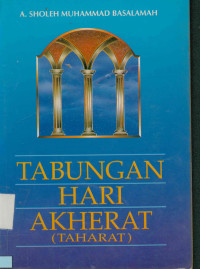 A. SHOLEH MUHAMMAD BASALAMAH
TABUNGAN
HARI
AKHERAT
(TAHARAT)